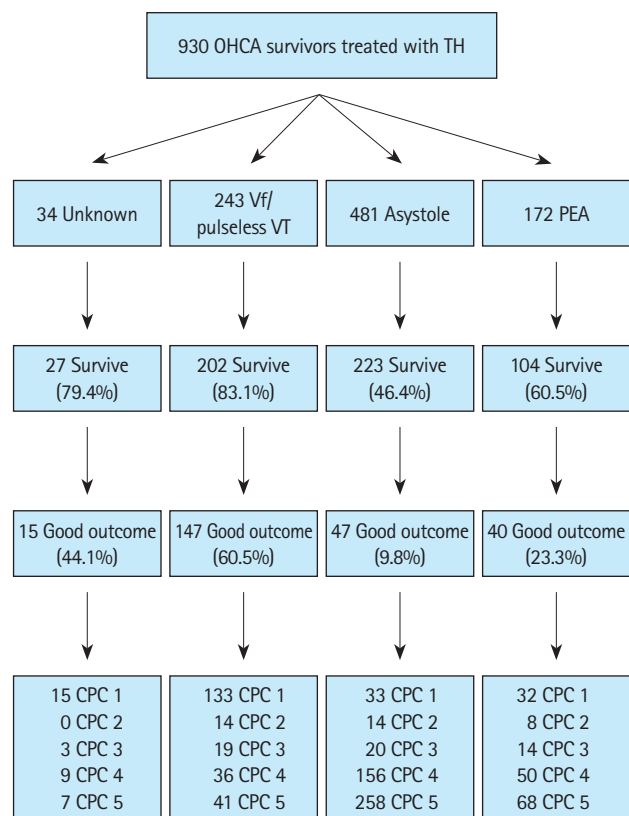 930 OHCA survivors treated with TH
34 Unknown
243 Vf/
pulseless VT
481 Asystole
172 PEA
27 Survive
(79.4%)
202 Survive
(83.1%)
223 Survive
(46.4%)
104 Survive
(60.5%)
15 Good outcome
(44.1%)
147 Good outcome
(60.5%)
47 Good outcome
(9.8%)
40 Good outcome
(23.3%)
15 CPC 1
0 CPC 2
3 CPC 3
9 CPC 4
7 CPC 5
133 CPC 1
14 CPC 2
19 CPC 3
36 CPC 4
41 CPC 5
33 CPC 1
14 CPC 2
20 CPC 3
156 CPC 4
258 CPC 5
32 CPC 1
8 CPC 2
14 CPC 3
50 CPC 4
68 CPC 5